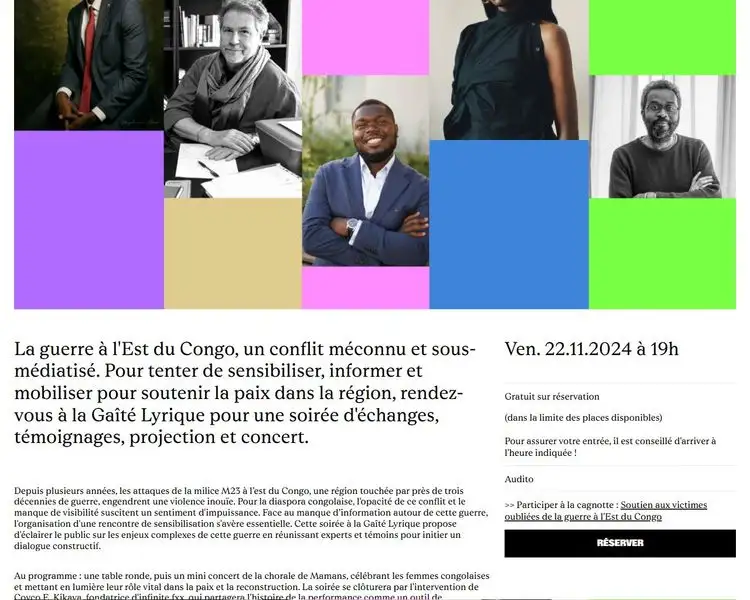 La guerre à l'Est du Congo, un conflit méconnu et sous-
médiatisé. Pour tenter de sensibiliser, informer et
mobiliser pour soutenir la paix dans la région, rendez-
vous à la Gaîté Lyrique pour une soirée d'échanges,
témoignages, projection et concert.
Depuis plusieurs années, les attaques de la milice M23 à l'est du Congo, une région touchée par près de trois
décennies de guerre, engendrent une violence inouïe. Pour la diaspora congolaise, l'opacité de ce conflit et le
manque de visibilité suscitent un sentiment d'impuissance. Face au manque d'information autour de cette guerre,
l'organisation d'une rencontre de sensibilisation s'avère essentielle. Cette soirée à la Gaîté Lyrique propose
d'éclairer le public sur les enjeux complexes de cette guerre en réunissant experts et témoins pour initier un
dialogue constructif.
Au programme : une table ronde, puis un mini concert de la chorale de Mamans, célébrant les femmes congolaises
et mettant en lumière leur rôle vital dans la paix et la reconstruction. La soirée se clôturera par l'intervention de
Coyco E. Kikaya, fondatrice d'infinite fxx, qui partagera l'histoire de la performance comme un outil de
Ven. 22.11.2024 à 19h
Gratuit sur réservation
(dans la limite des places disponibles)
Pour assurer votre entrée, il est conseillé d'arriver à
l'heure indiquée !
Audito
>> Participer à la cagnotte : Soutien aux victimes
oubliées de la guerre à l'Est du Congo
RÉSERVER